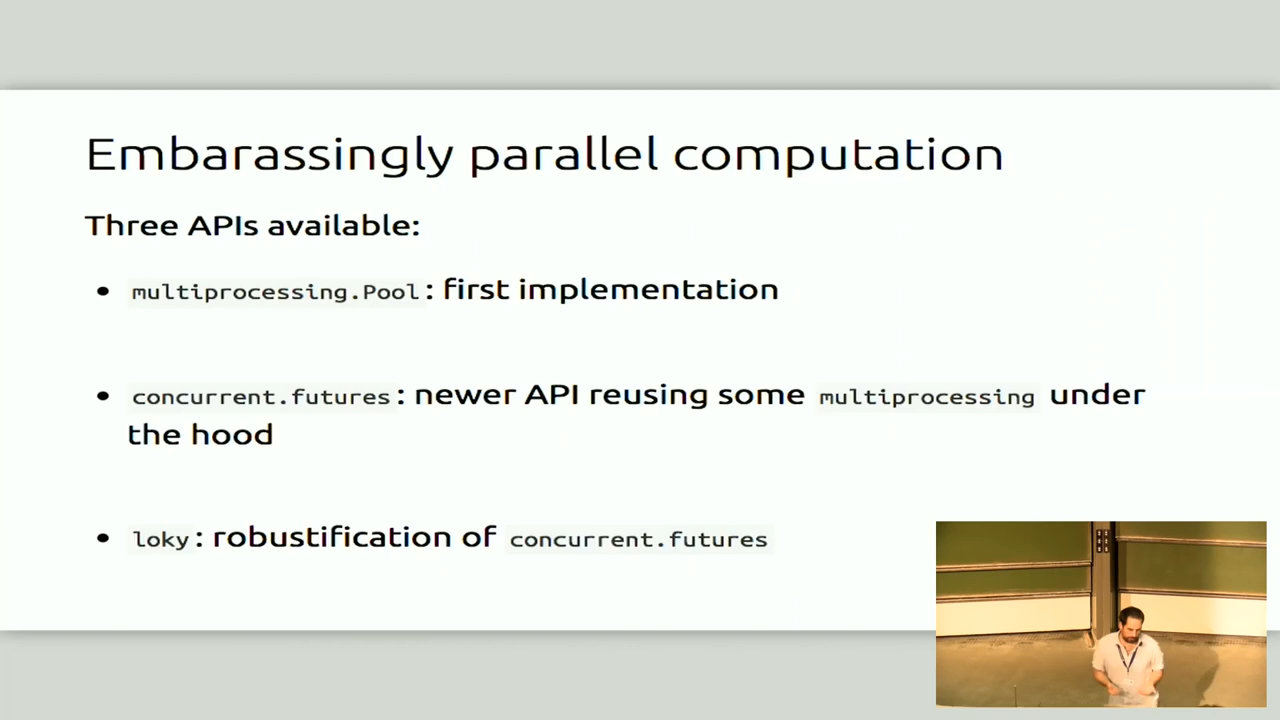 Embarassingly parallel computation
Three APIs available:
• multiprocessing.Pool: first implementation
• concurrent.futures: newer API reusing some multiprocessing under
the hood
• loky: robustification of concurrent.futures